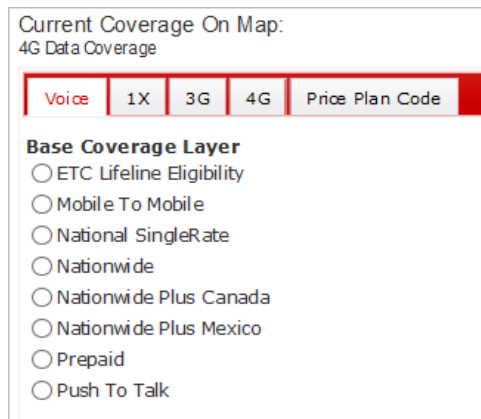 Current Coverage On Map:
4G Data Coverage
Voice 1X 3G 4G Price Plan Code
Base Coverage Layer
ETC Lifeline Eligibility
Mobile To Mobile
National SingleRate
Nationwide
Nationwide Plus Canada
Nationwide Plus Mexico
Prepaid
Push To Talk